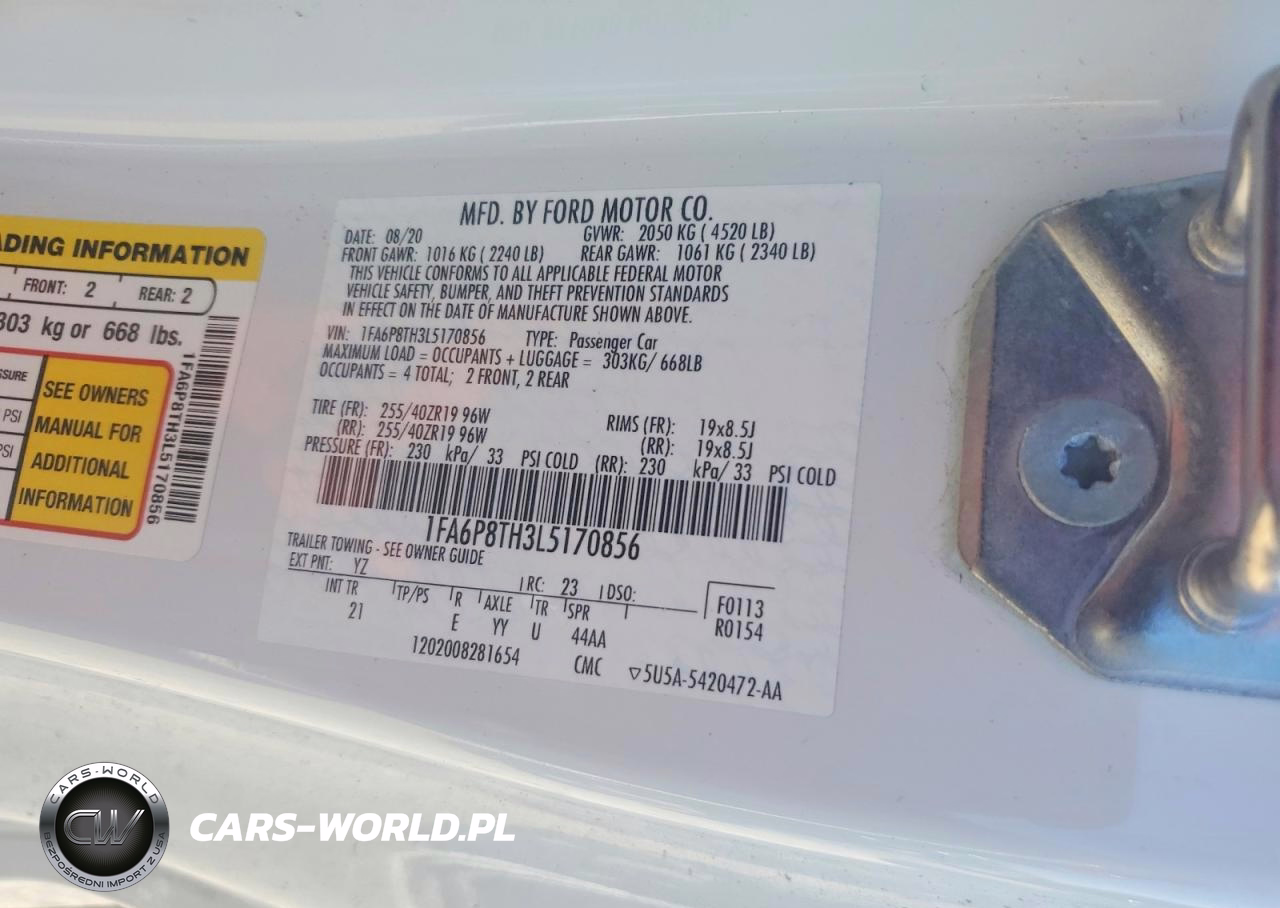 MFD. BY FORD MOTOR CO.
DATE: 08/20 GVWR: 2050 KG ( 4520 LB)
FRONT GAWR: 1016 KG ( 2240 LB) REAR GAWR: 1061 KG ( 2340 LB)
THIS VEHICLE CONFORMS TO ALL APPLICABLE FEDERAL MOTOR
VEHICLE SAFETY, BUMPER, AND THEFT PREVENTION STANDARDS
IN EFFECT ON THE DATE OF MANUFACTURE SHOWN ABOVE.
VIN: 1FA6P8TH3L5170856 TYPE: Passenger Car
MAXIMUM LOAD = OCCUPANTS + LUGGAGE = 303KG/ 668LB
OCCUPANTS = 4 TOTAL; 2 FRONT, 2 REAR
TIRE (FR): 255/40ZR19 96W RIMS (FR): 19x8.5J
(RR): 255/40ZR19 96W (RR): 19x8.5J
PRESSURE (FR): 230 kPa/ 33 PSI COLD (RR): 230 kPa/ 33 PSI COLD
1FA6P8TH3L5170856
TRAILER TOWING - SEE OWNER GUIDE
EXT PNT: YZ RC: 23 DSO:
INT TR TP/PS R AXLE TR SPR F0113
21 E YY U 44AA R0154
1202008281654 CMC ▽5U5A-5420472-AA
ADING INFORMATION
FRONT: 2 REAR: 2
303 kg or 668 lbs.
SSURE
PSI
PSI
SEE OWNERS
MANUAL FOR
ADDITIONAL
INFORMATION
1FA6P8TH3L5170856
CARS-WORLD
CW
BEZPOŚREDNI IMPORT Z USA
CARS-WORLD.PL